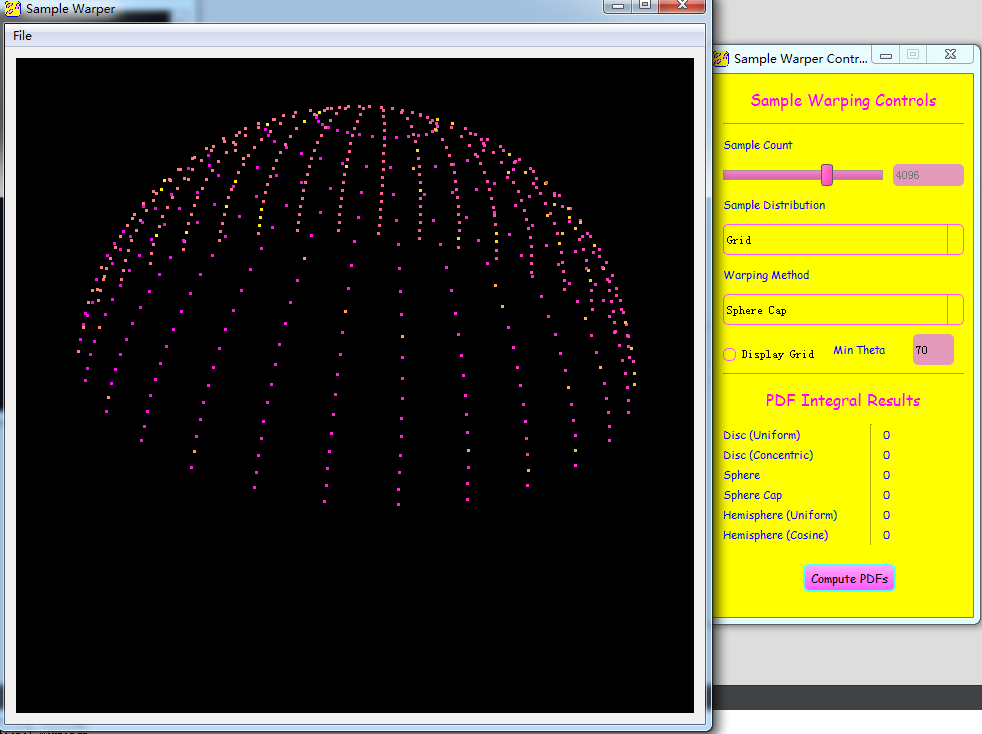 Sample Warper
File
Sample Warper Contr...
Sample Warping Controls
Sample Count
4096
Sample Distribution
Grid
Warping Method
Sphere Cap
Display Grid Min Theta 70
PDF Integral Results
Disc (Uniform) 0
Disc (Concentric) 0
Sphere 0
Sphere Cap 0
Hemisphere (Uniform) 0
Hemisphere (Cosine) 0
Compute PDFs